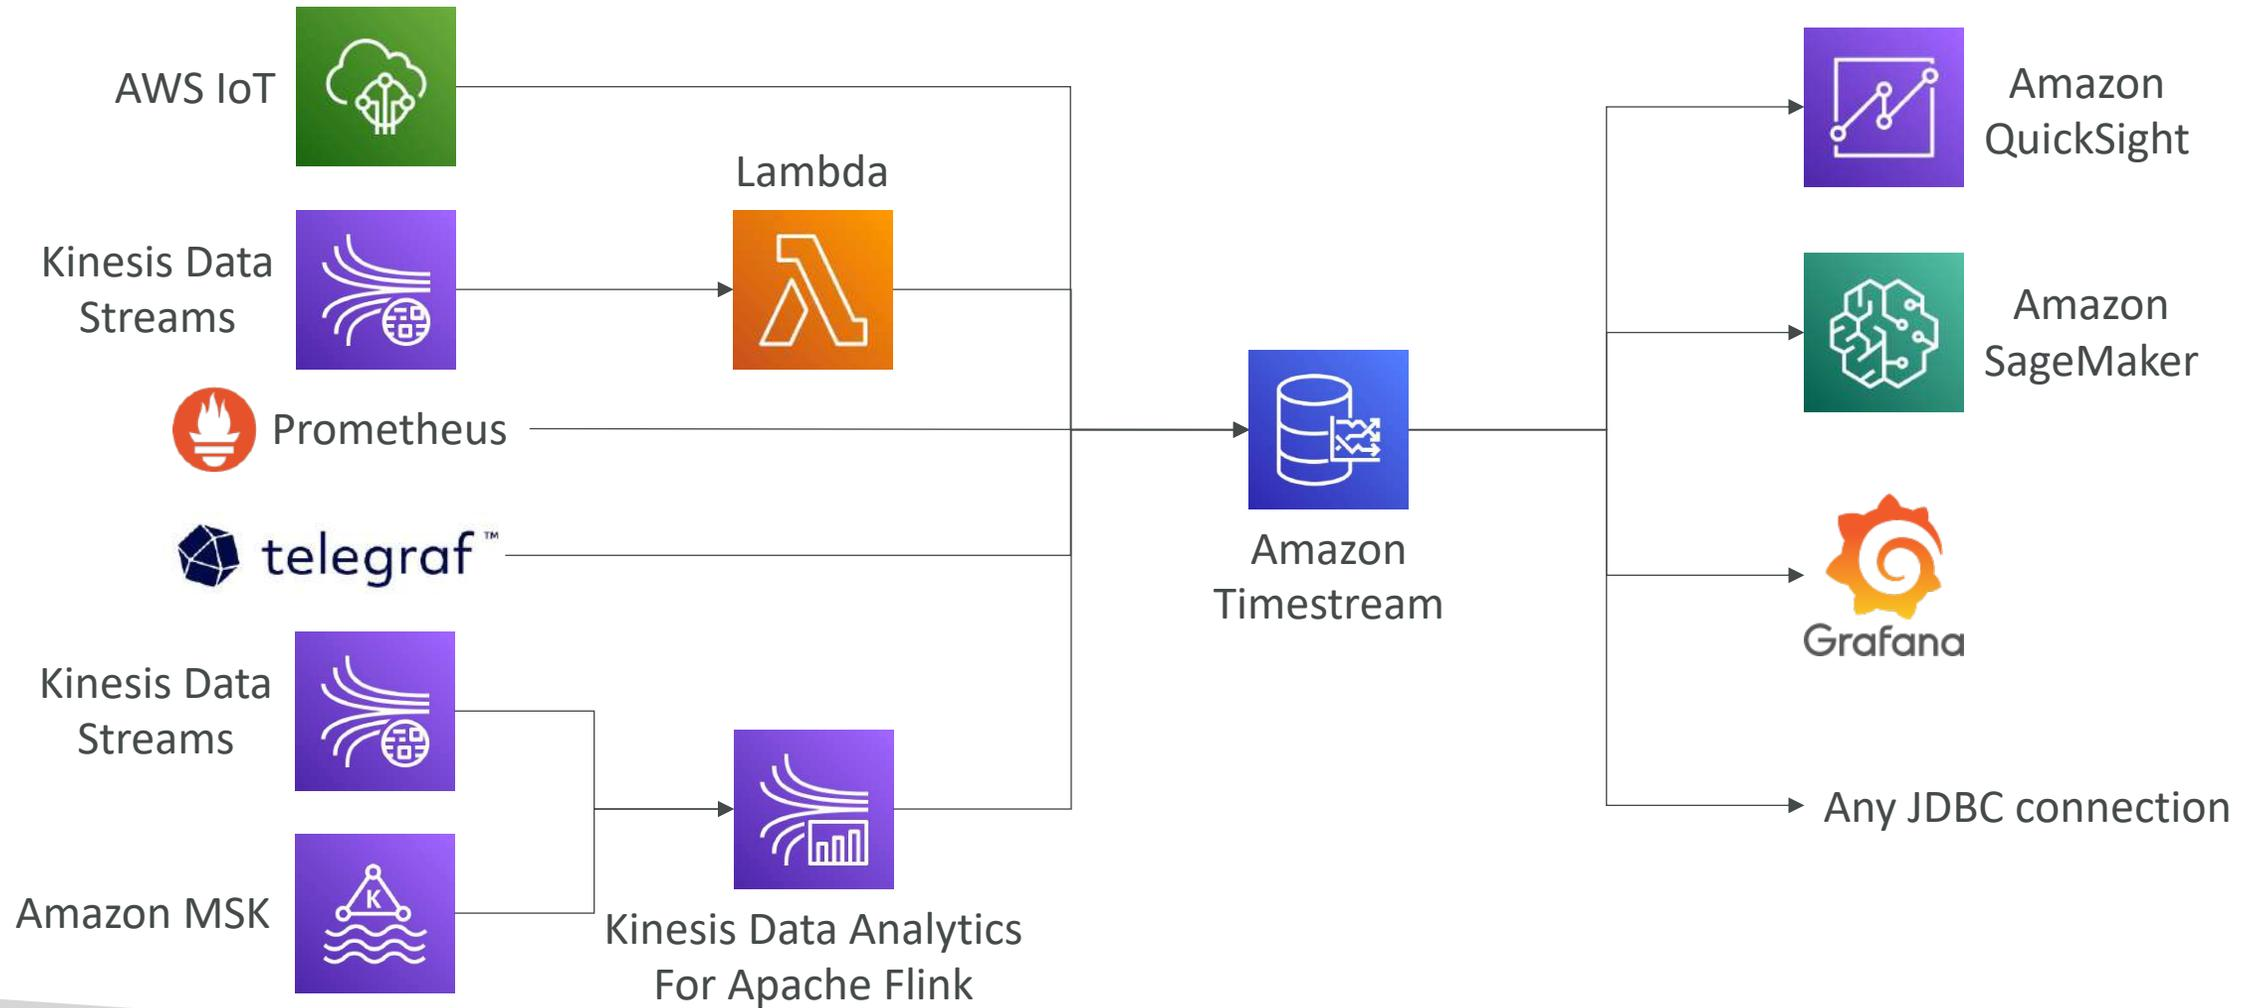 AWS IoT
Lambda
Kinesis Data
Streams
Prometheus
telegraf™
Kinesis Data
Streams
Amazon MSK
K
Kinesis Data Analytics
For Apache Flink
Amazon
Timestream
Amazon
QuickSight
Amazon
SageMaker
Grafana
Any JDBC connection